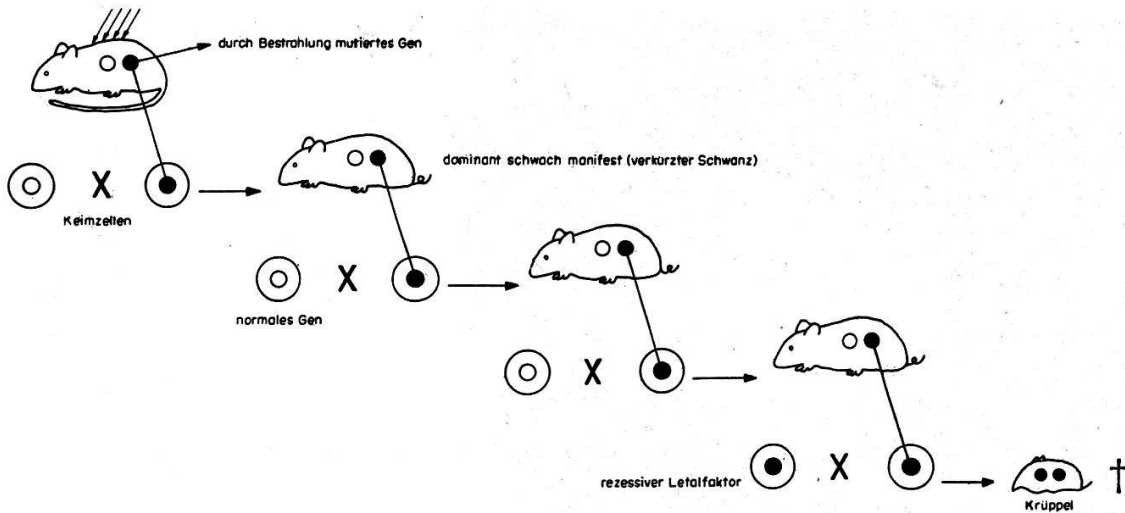 durch Bestrahlung mutiertes Gen
dominant schwach manifest (verkürzter Schwanz)
X
Keimzellen
X
normales Gen
X
rezessiver Letalfaktor
X
Krüppel
†